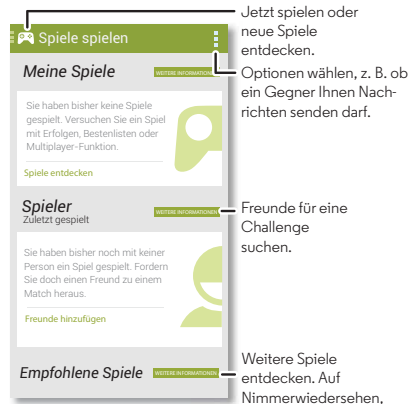 Spiele spielen
Meine Spiele
WEITERE INFORMATIONEN
Sie haben bisher keine Spiele
gespielt. Versuchen Sie ein Spiel
mit Erfolgen, Bestenlisten oder
Multiplayer-Funktion.
Spiele entdecken
Spieler
Zuletzt gespielt
WEITERE INFORMATIONEN
Sie haben bisher noch mit keiner
Person ein Spiel gespielt. Fordern
Sie doch einen Freund zu einem
Match heraus.
Freunde hinzufügen
Empfohlene Spiele
WEITERE INFORMATIONEN
Jetzt spielen oder
neue Spiele
entdecken.
Optionen wählen, z. B. ob
ein Gegner Ihnen Nach-
richten senden darf.
Freunde für eine
Challenge
suchen.
Weitere Spiele
entdecken. Auf
Nimmerwiedersehen,